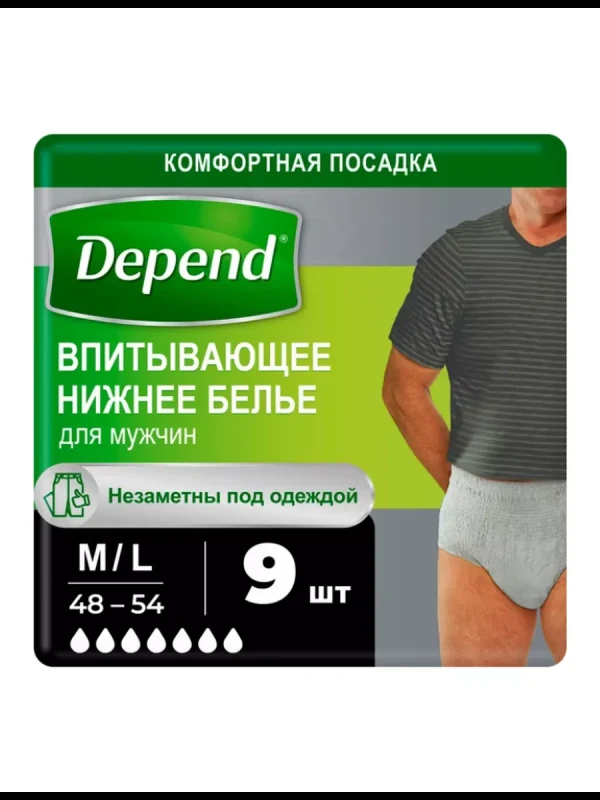 КОМФОРТНАЯ ПОСАДКА
Depend®
ВПИТЫВАЮЩЕЕ
НИЖНЕЕ БЕЛЬЕ
для мужчин
Незаметны под одеждой
M / L
48 – 54
9 шт